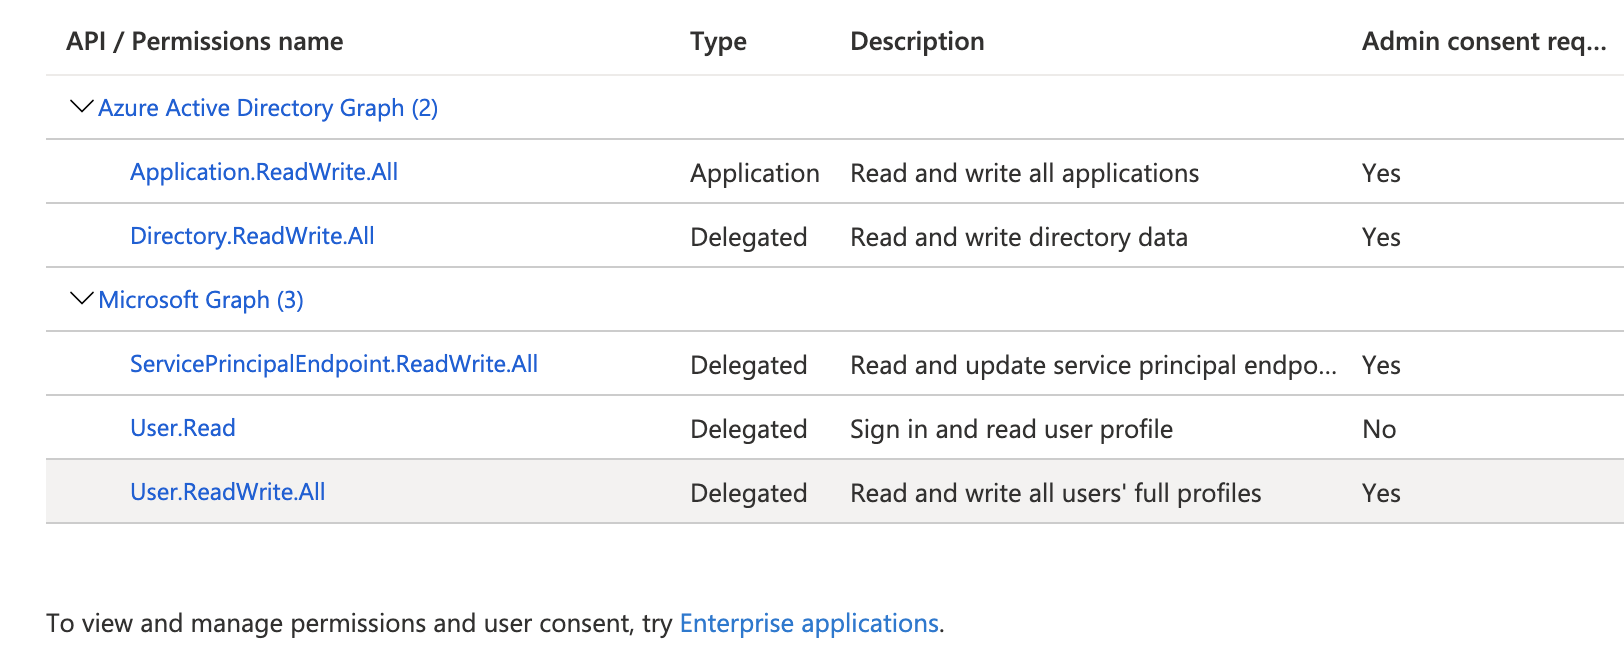 API / Permissions name Type Description Admin consent req...
Azure Active Directory Graph (2)
Application.ReadWrite.All Application Read and write all applications Yes
Directory.ReadWrite.All Delegated Read and write directory data Yes
Microsoft Graph (3)
ServicePrincipalEndpoint.ReadWrite.All Delegated Read and update service principal endpo... Yes
User.Read Delegated Sign in and read user profile No
User.ReadWrite.All Delegated Read and write all users' full profiles Yes
To view and manage permissions and user consent, try Enterprise applications.